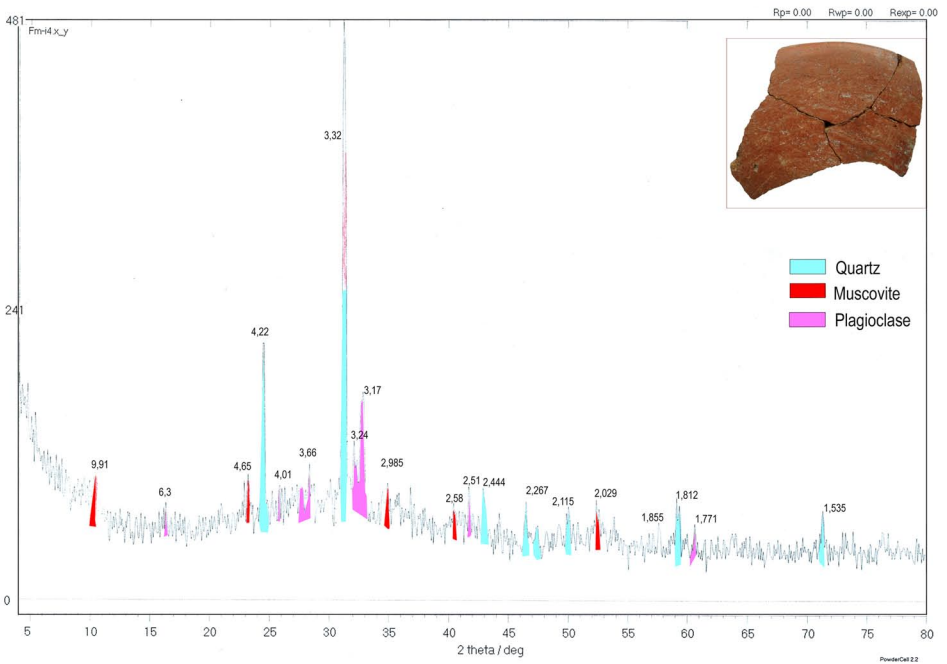 Rp= 0.00 Rwp= 0.00 Rexp= 0.00
481
Fm-i4.x_y
3,32
Quartz
Muscovite
Plagioclase
241
4,22
3,17
3,24
3,66
9,91
4,65
4,01
2,985
6,3
2,58
2,51
2,444
2,267
2,115
2,029
1,855
1,812
1,771
1,535
0
5 10 15 20 25 30 35 40 45 50 55 60 65 70 75 80
2 theta / deg
PowderCell 2.2